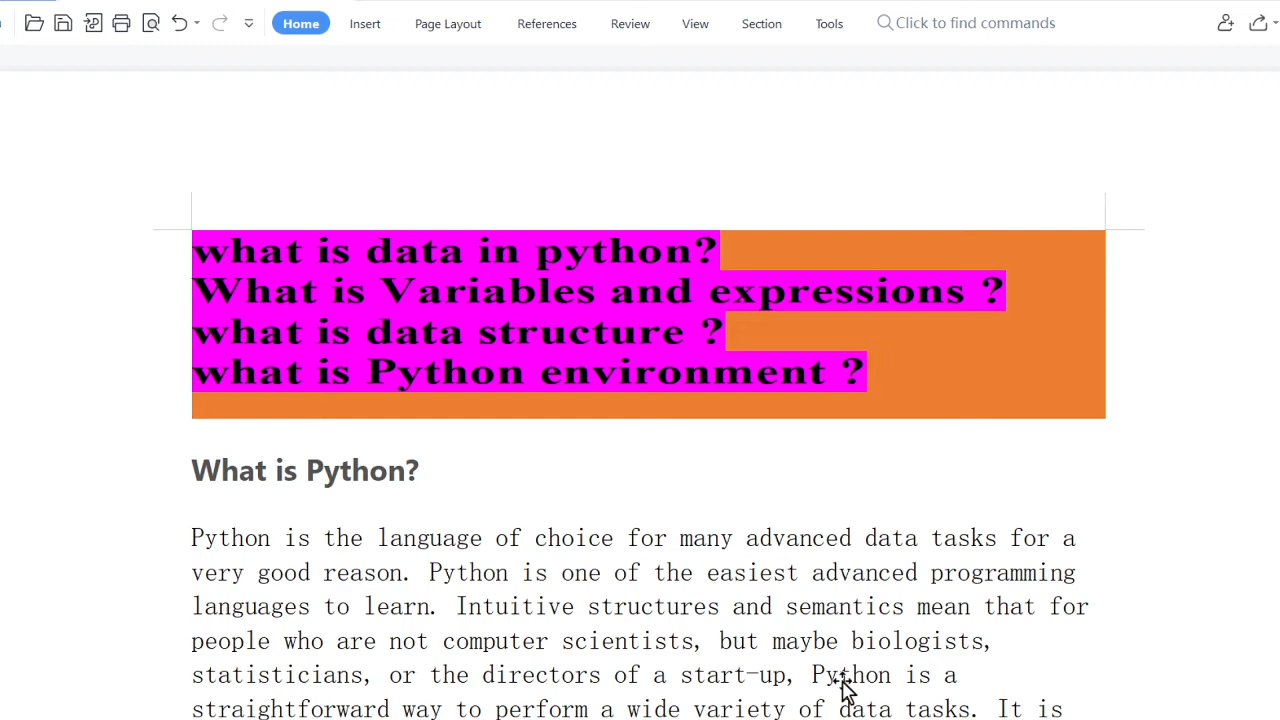 Home Insert Page Layout References Review View Section Tools Click to find commands
what is data in python?
What is Variables and expressions ?
what is data structure ?
what is Python environment ?
What is Python?
Python is the language of choice for many advanced data tasks for a
very good reason. Python is one of the easiest advanced programming
languages to learn. Intuitive structures and semantics mean that for
people who are not computer scientists, but maybe biologists,
statisticians, or the directors of a start-up, Python is a
straightforward way to perform a wide variety of data tasks. It is